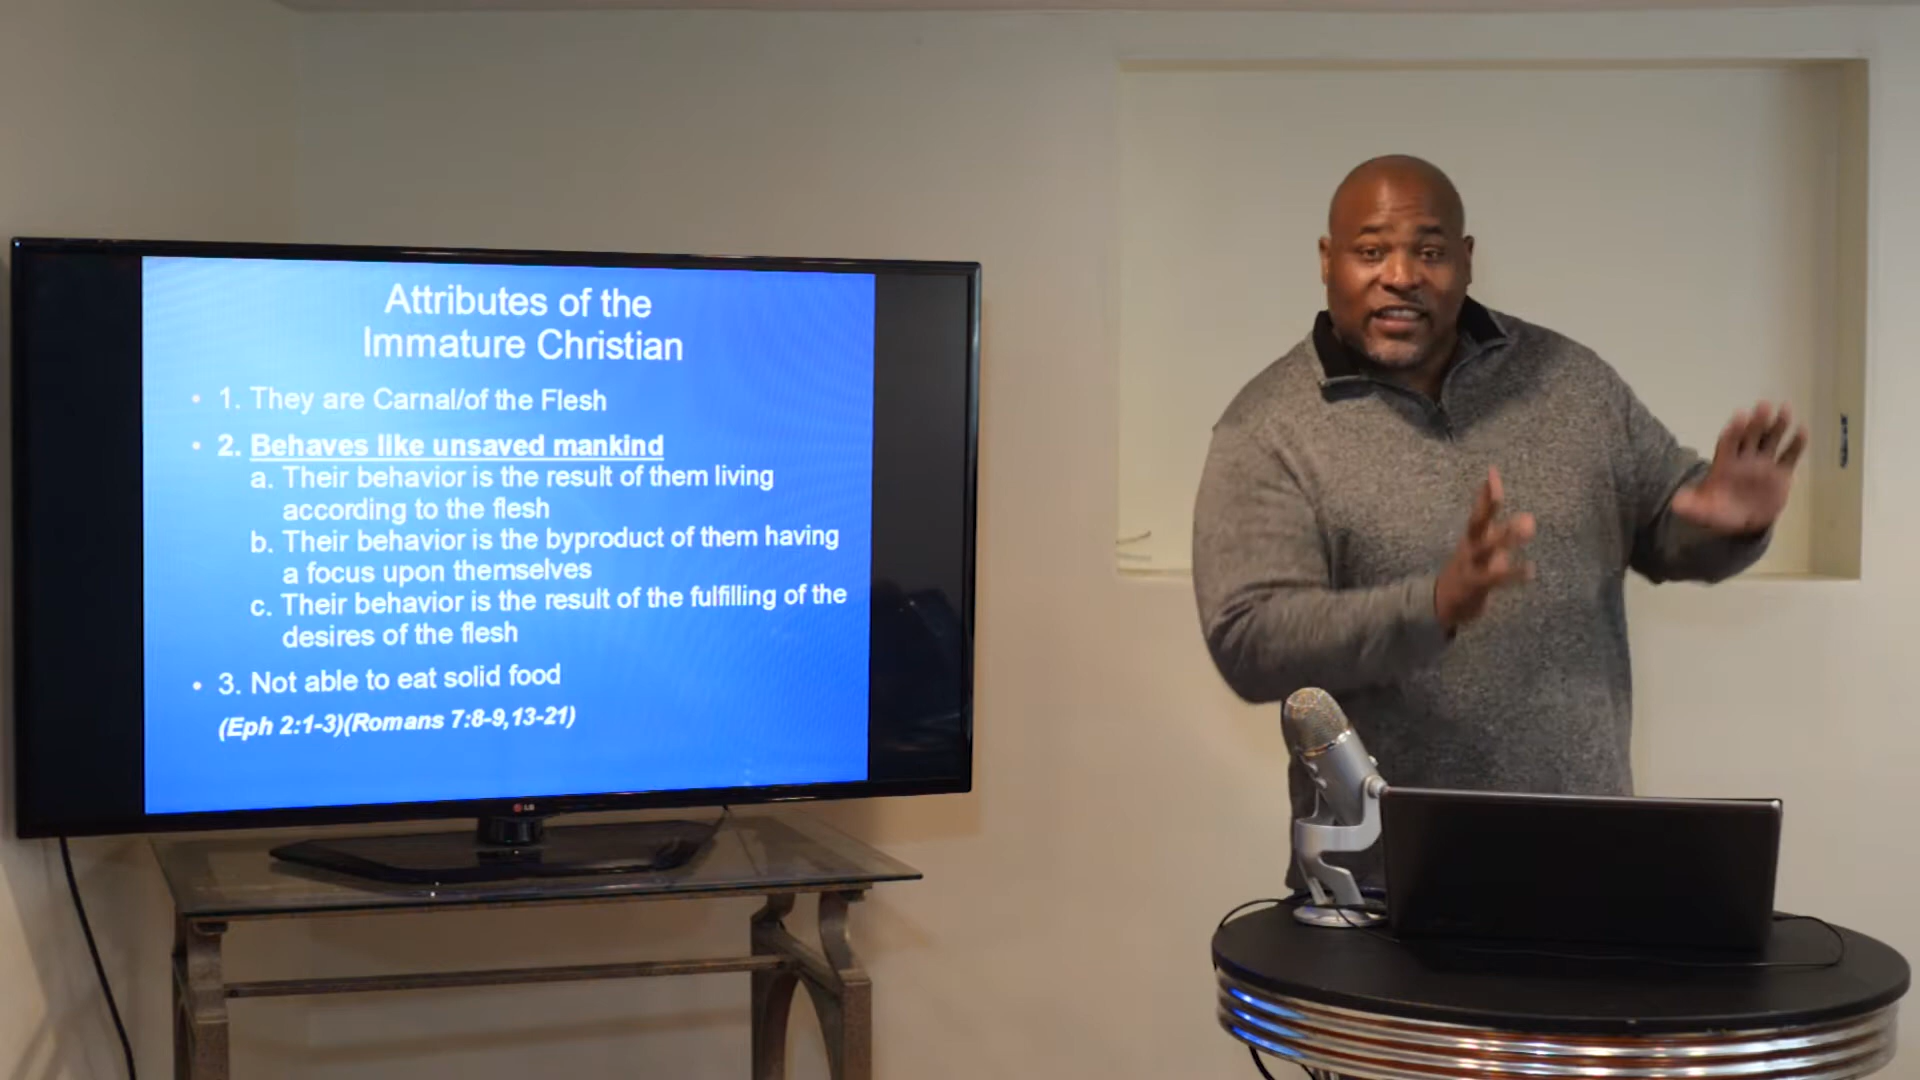 Attributes of the
Immature Christian
• 1. They are Carnal/of the Flesh
• 2. Behaves like unsaved mankind
a. Their behavior is the result of them living
according to the flesh
b. Their behavior is the byproduct of them having
a focus upon themselves
c. Their behavior is the result of the fulfilling of the
desires of the flesh
• 3. Not able to eat solid food
(Eph 2:1-3)(Romans 7:8-9,13-21)
LG